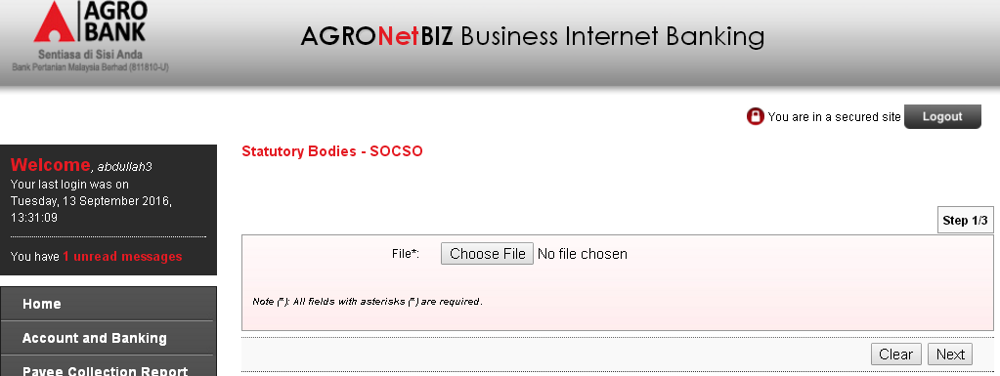 AGRO
BANK
Sentiasa di Sisi Anda
Bank Pertanian Malaysia Berhad (811810-U)
AGRONetBIZ Business Internet Banking
You are in a secured site
Logout
Welcome, abdullah3
Your last login was on
Tuesday, 13 September 2016,
13:31:09
You have 1 unread messages
Home
Account and Banking
Payee Collection Report
Statutory Bodies - SOCSO
Step 1/3
File*: Choose File No file chosen
Note (*): All fields with asterisks (*) are required.
Clear Next